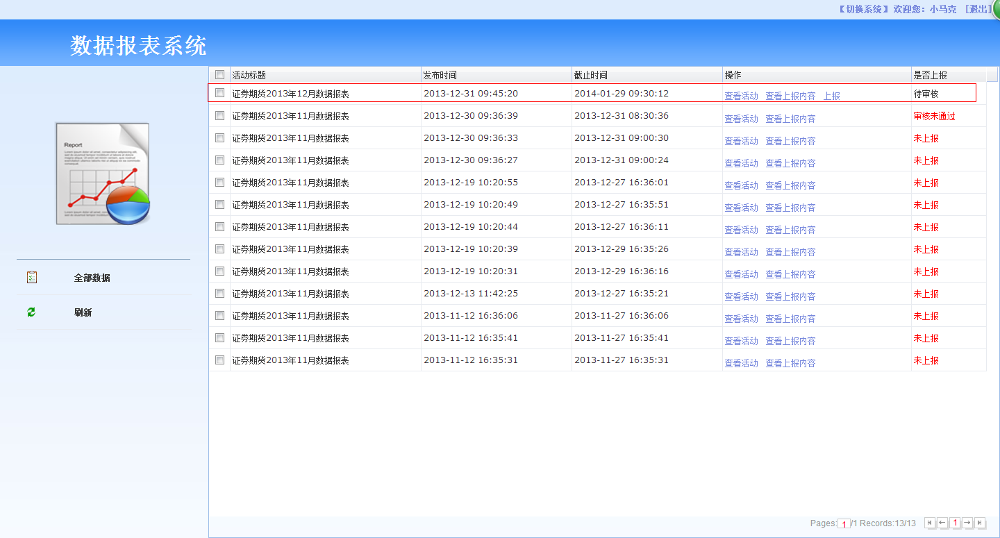 【切换系统】 欢迎您：小马克 [退出]
数据报表系统
Report
全部数据
刷新
活动标题 发布时间 截止时间 操作 是否上报
证券期货2013年12月数据报表 2013-12-31 09:45:20 2014-01-29 09:30:12 查看活动 查看上报内容 上报 待审核
证券期货2013年11月数据报表 2013-12-30 09:36:39 2013-12-31 08:30:36 查看活动 查看上报内容 审核未通过
证券期货2013年11月数据报表 2013-12-30 09:36:33 2013-12-31 09:00:30 查看活动 查看上报内容 未上报
证券期货2013年11月数据报表 2013-12-30 09:36:27 2013-12-31 09:00:24 查看活动 查看上报内容 未上报
证券期货2013年11月数据报表 2013-12-19 10:20:55 2013-12-27 16:36:01 查看活动 查看上报内容 未上报
证券期货2013年11月数据报表 2013-12-19 10:20:49 2013-12-27 16:35:51 查看活动 查看上报内容 未上报
证券期货2013年11月数据报表 2013-12-19 10:20:44 2013-12-27 16:36:11 查看活动 查看上报内容 未上报
证券期货2013年11月数据报表 2013-12-19 10:20:39 2013-12-29 16:35:26 查看活动 查看上报内容 未上报
证券期货2013年11月数据报表 2013-12-19 10:20:31 2013-12-29 16:36:16 查看活动 查看上报内容 未上报
证券期货2013年11月数据报表 2013-12-13 11:42:25 2013-12-27 16:35:21 查看活动 查看上报内容 未上报
证券期货2013年11月数据报表 2013-11-12 16:36:06 2013-11-27 16:36:06 查看活动 查看上报内容 未上报
证券期货2013年11月数据报表 2013-11-12 16:35:41 2013-11-27 16:35:41 查看活动 查看上报内容 未上报
证券期货2013年11月数据报表 2013-11-12 16:35:31 2013-11-27 16:35:31 查看活动 查看上报内容 未上报
Pages:1/1 Records:13/13 1